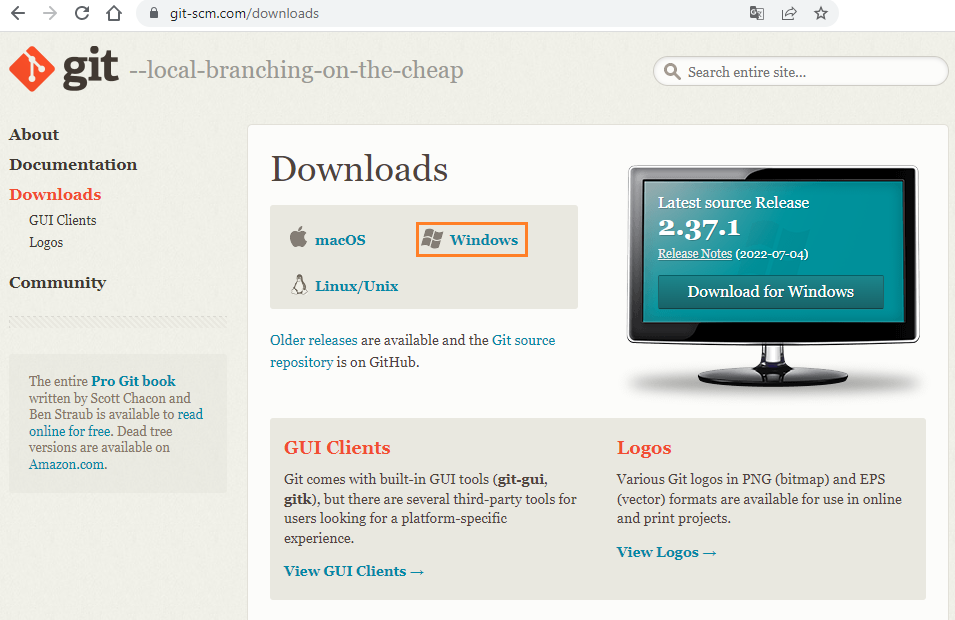 git-scm.com/downloads
git --local-branching-on-the-cheap
Search entire site...
About
Documentation
Downloads
GUI Clients
Logos
Community
The entire Pro Git book
written by Scott Chacon and
Ben Straub is available to read
online for free. Dead tree
versions are available on
Amazon.com.
Downloads
macOS
Windows
Linux/Unix
Older releases are available and the Git source
repository is on GitHub.
Latest source Release
2.37.1
Release Notes (2022-07-04)
Download for Windows
GUI Clients
Git comes with built-in GUI tools (git-gui,
gitk), but there are several third-party tools for
users looking for a platform-specific
experience.
View GUI Clients →
Logos
Various Git logos in PNG (bitmap) and EPS
(vector) formats are available for use in online
and print projects.
View Logos →